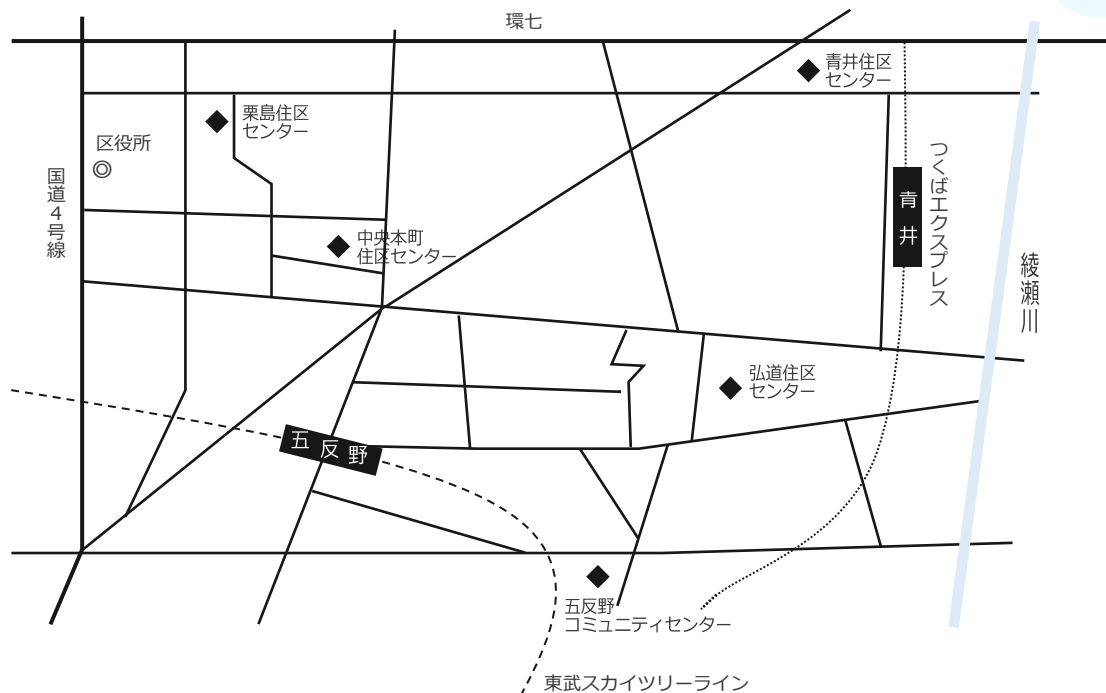 環七
青井住区
センター
栗島住区
センター
区役所
国道4号線
つくばエクスプレス
青井
中央本町
住区センター
綾瀬川
弘道住区
センター
五反野
五反野
コミュニティセンター
東武スカイツリーライン